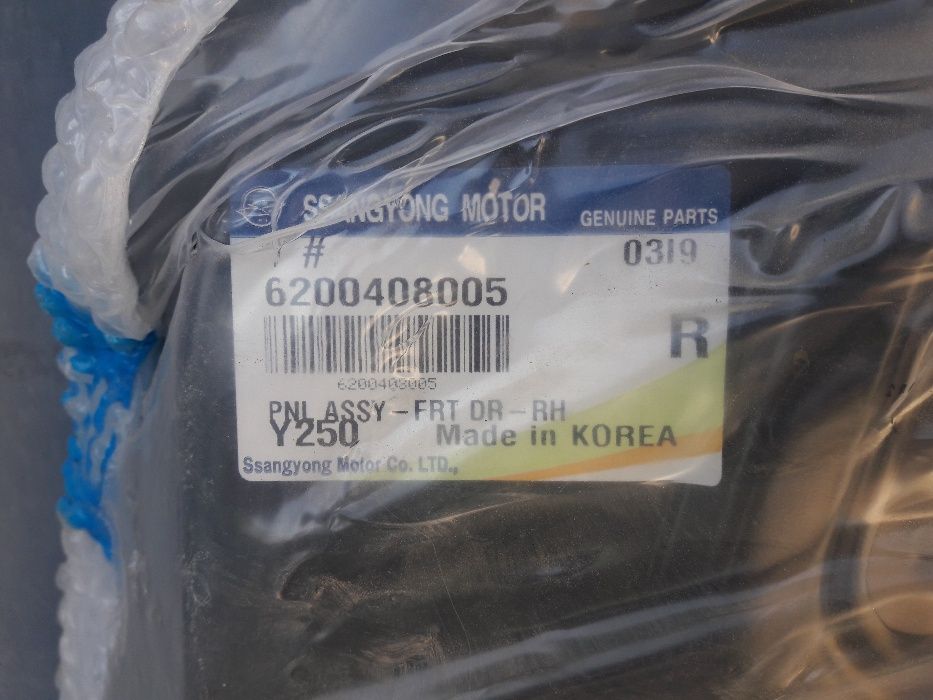 SSANGYONG MOTOR
GENUINE PARTS
# 03I9
6200408005
R
6200408005
PNL ASSY-FRT DR-RH
Y250 Made in KOREA
Ssangyong Motor Co. LTD.,